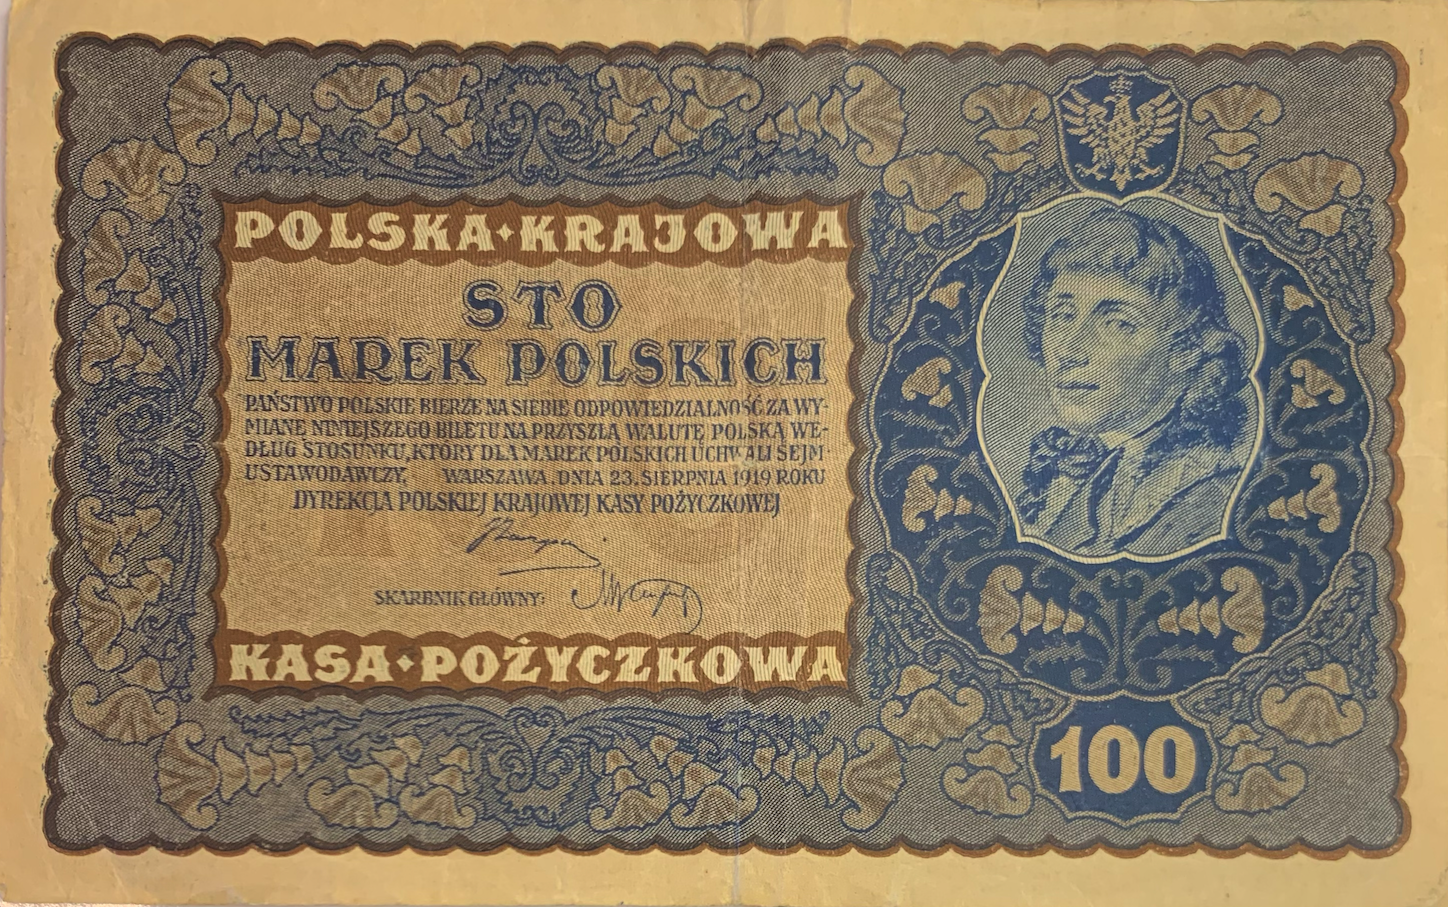 POLSKA·KRAJOWA
STO
MAREK POLSKICH
PAŃSTWO POLSKIE BIERZE NA SIEBIE ODPOWIEDZIALNOŚĆ ZA WY-
MIANĘ NINIEJSZEGO BILETU NA PRZYSZŁĄ WALUTĘ POLSKĄ WE-
DŁUG STOSUNKU, KTÓRY DLA MAREK POLSKICH UCHWALI SEJM
USTAWODAWCZY, WARSZAWA, DNIA 23. SIERPNIA 1919 ROKU
DYREKCJA POLSKIEJ KRAJOWEJ KASY POŻYCZKOWEJ
SKARBNIK GŁÓWNY:
KASA·POŻYCZKOWA
100